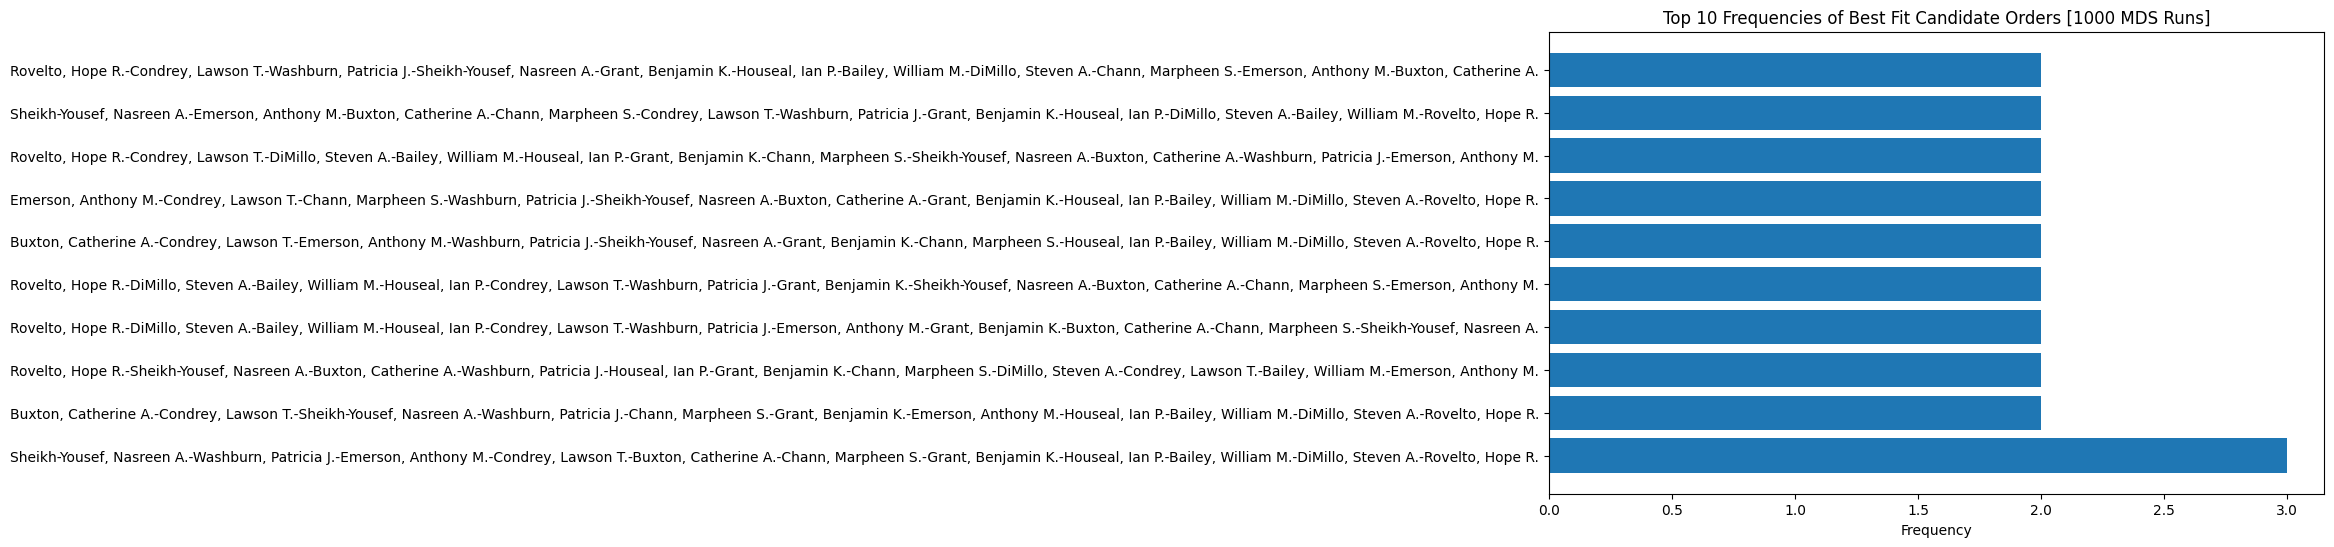 Top 10 Frequencies of Best Fit Candidate Orders [1000 MDS Runs]
Rovelto, Hope R.-Condrey, Lawson T.-Washburn, Patricia J.-Sheikh-Yousef, Nasreen A.-Grant, Benjamin K.-Houseal, Ian P.-Bailey, William M.-DiMillo, Steven A.-Chann, Marpheen S.-Emerson, Anthony M.-Buxton, Catherine A.
Sheikh-Yousef, Nasreen A.-Emerson, Anthony M.-Buxton, Catherine A.-Chann, Marpheen S.-Condrey, Lawson T.-Washburn, Patricia J.-Grant, Benjamin K.-Houseal, Ian P.-DiMillo, Steven A.-Bailey, William M.-Rovelto, Hope R.
Rovelto, Hope R.-Condrey, Lawson T.-DiMillo, Steven A.-Bailey, William M.-Houseal, Ian P.-Grant, Benjamin K.-Chann, Marpheen S.-Sheikh-Yousef, Nasreen A.-Buxton, Catherine A.-Washburn, Patricia J.-Emerson, Anthony M.
Emerson, Anthony M.-Condrey, Lawson T.-Chann, Marpheen S.-Washburn, Patricia J.-Sheikh-Yousef, Nasreen A.-Buxton, Catherine A.-Grant, Benjamin K.-Houseal, Ian P.-Bailey, William M.-DiMillo, Steven A.-Rovelto, Hope R.
Buxton, Catherine A.-Condrey, Lawson T.-Emerson, Anthony M.-Washburn, Patricia J.-Sheikh-Yousef, Nasreen A.-Grant, Benjamin K.-Chann, Marpheen S.-Houseal, Ian P.-Bailey, William M.-DiMillo, Steven A.-Rovelto, Hope R.
Rovelto, Hope R.-DiMillo, Steven A.-Bailey, William M.-Houseal, Ian P.-Condrey, Lawson T.-Washburn, Patricia J.-Grant, Benjamin K.-Sheikh-Yousef, Nasreen A.-Buxton, Catherine A.-Chann, Marpheen S.-Emerson, Anthony M.
Rovelto, Hope R.-DiMillo, Steven A.-Bailey, William M.-Houseal, Ian P.-Condrey, Lawson T.-Washburn, Patricia J.-Emerson, Anthony M.-Grant, Benjamin K.-Buxton, Catherine A.-Chann, Marpheen S.-Sheikh-Yousef, Nasreen A.
Rovelto, Hope R.-Sheikh-Yousef, Nasreen A.-Buxton, Catherine A.-Washburn, Patricia J.-Houseal, Ian P.-Grant, Benjamin K.-Chann, Marpheen S.-DiMillo, Steven A.-Condrey, Lawson T.-Bailey, William M.-Emerson, Anthony M.
Buxton, Catherine A.-Condrey, Lawson T.-Sheikh-Yousef, Nasreen A.-Washburn, Patricia J.-Chann, Marpheen S.-Grant, Benjamin K.-Emerson, Anthony M.-Houseal, Ian P.-Bailey, William M.-DiMillo, Steven A.-Rovelto, Hope R.
Sheikh-Yousef, Nasreen A.-Washburn, Patricia J.-Emerson, Anthony M.-Condrey, Lawson T.-Buxton, Catherine A.-Chann, Marpheen S.-Grant, Benjamin K.-Houseal, Ian P.-Bailey, William M.-DiMillo, Steven A.-Rovelto, Hope R.
0.0 0.5 1.0 1.5 2.0 2.5 3.0
Frequency